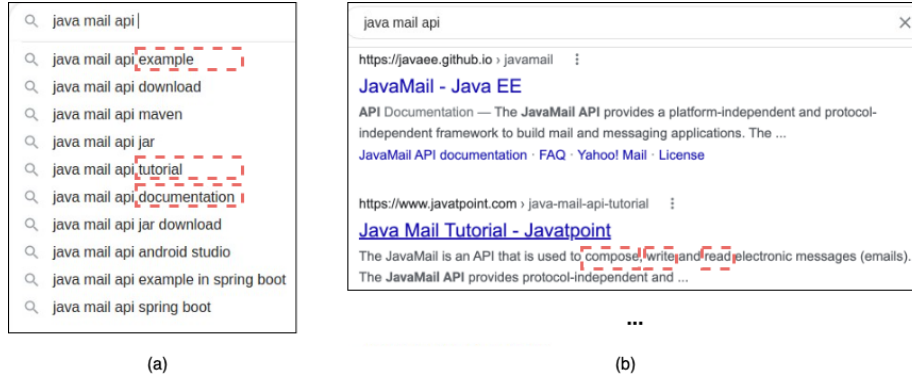 java mail api
java mail api example
java mail api download
java mail api maven
java mail api jar
java mail api tutorial
java mail api documentation
java mail api jar download
java mail api android studio
java mail api example in spring boot
java mail api spring boot
(a)
java mail api
https://javaee.github.io › javamail
JavaMail - Java EE
API Documentation — The JavaMail API provides a platform-independent and protocol-
independent framework to build mail and messaging applications. The ...
JavaMail API documentation · FAQ · Yahoo! Mail · License
https://www.javatpoint.com › java-mail-api-tutorial
Java Mail Tutorial - Javatpoint
The JavaMail is an API that is used to compose, write and read electronic messages (emails).
The JavaMail API provides protocol-independent and ...
...
(b)